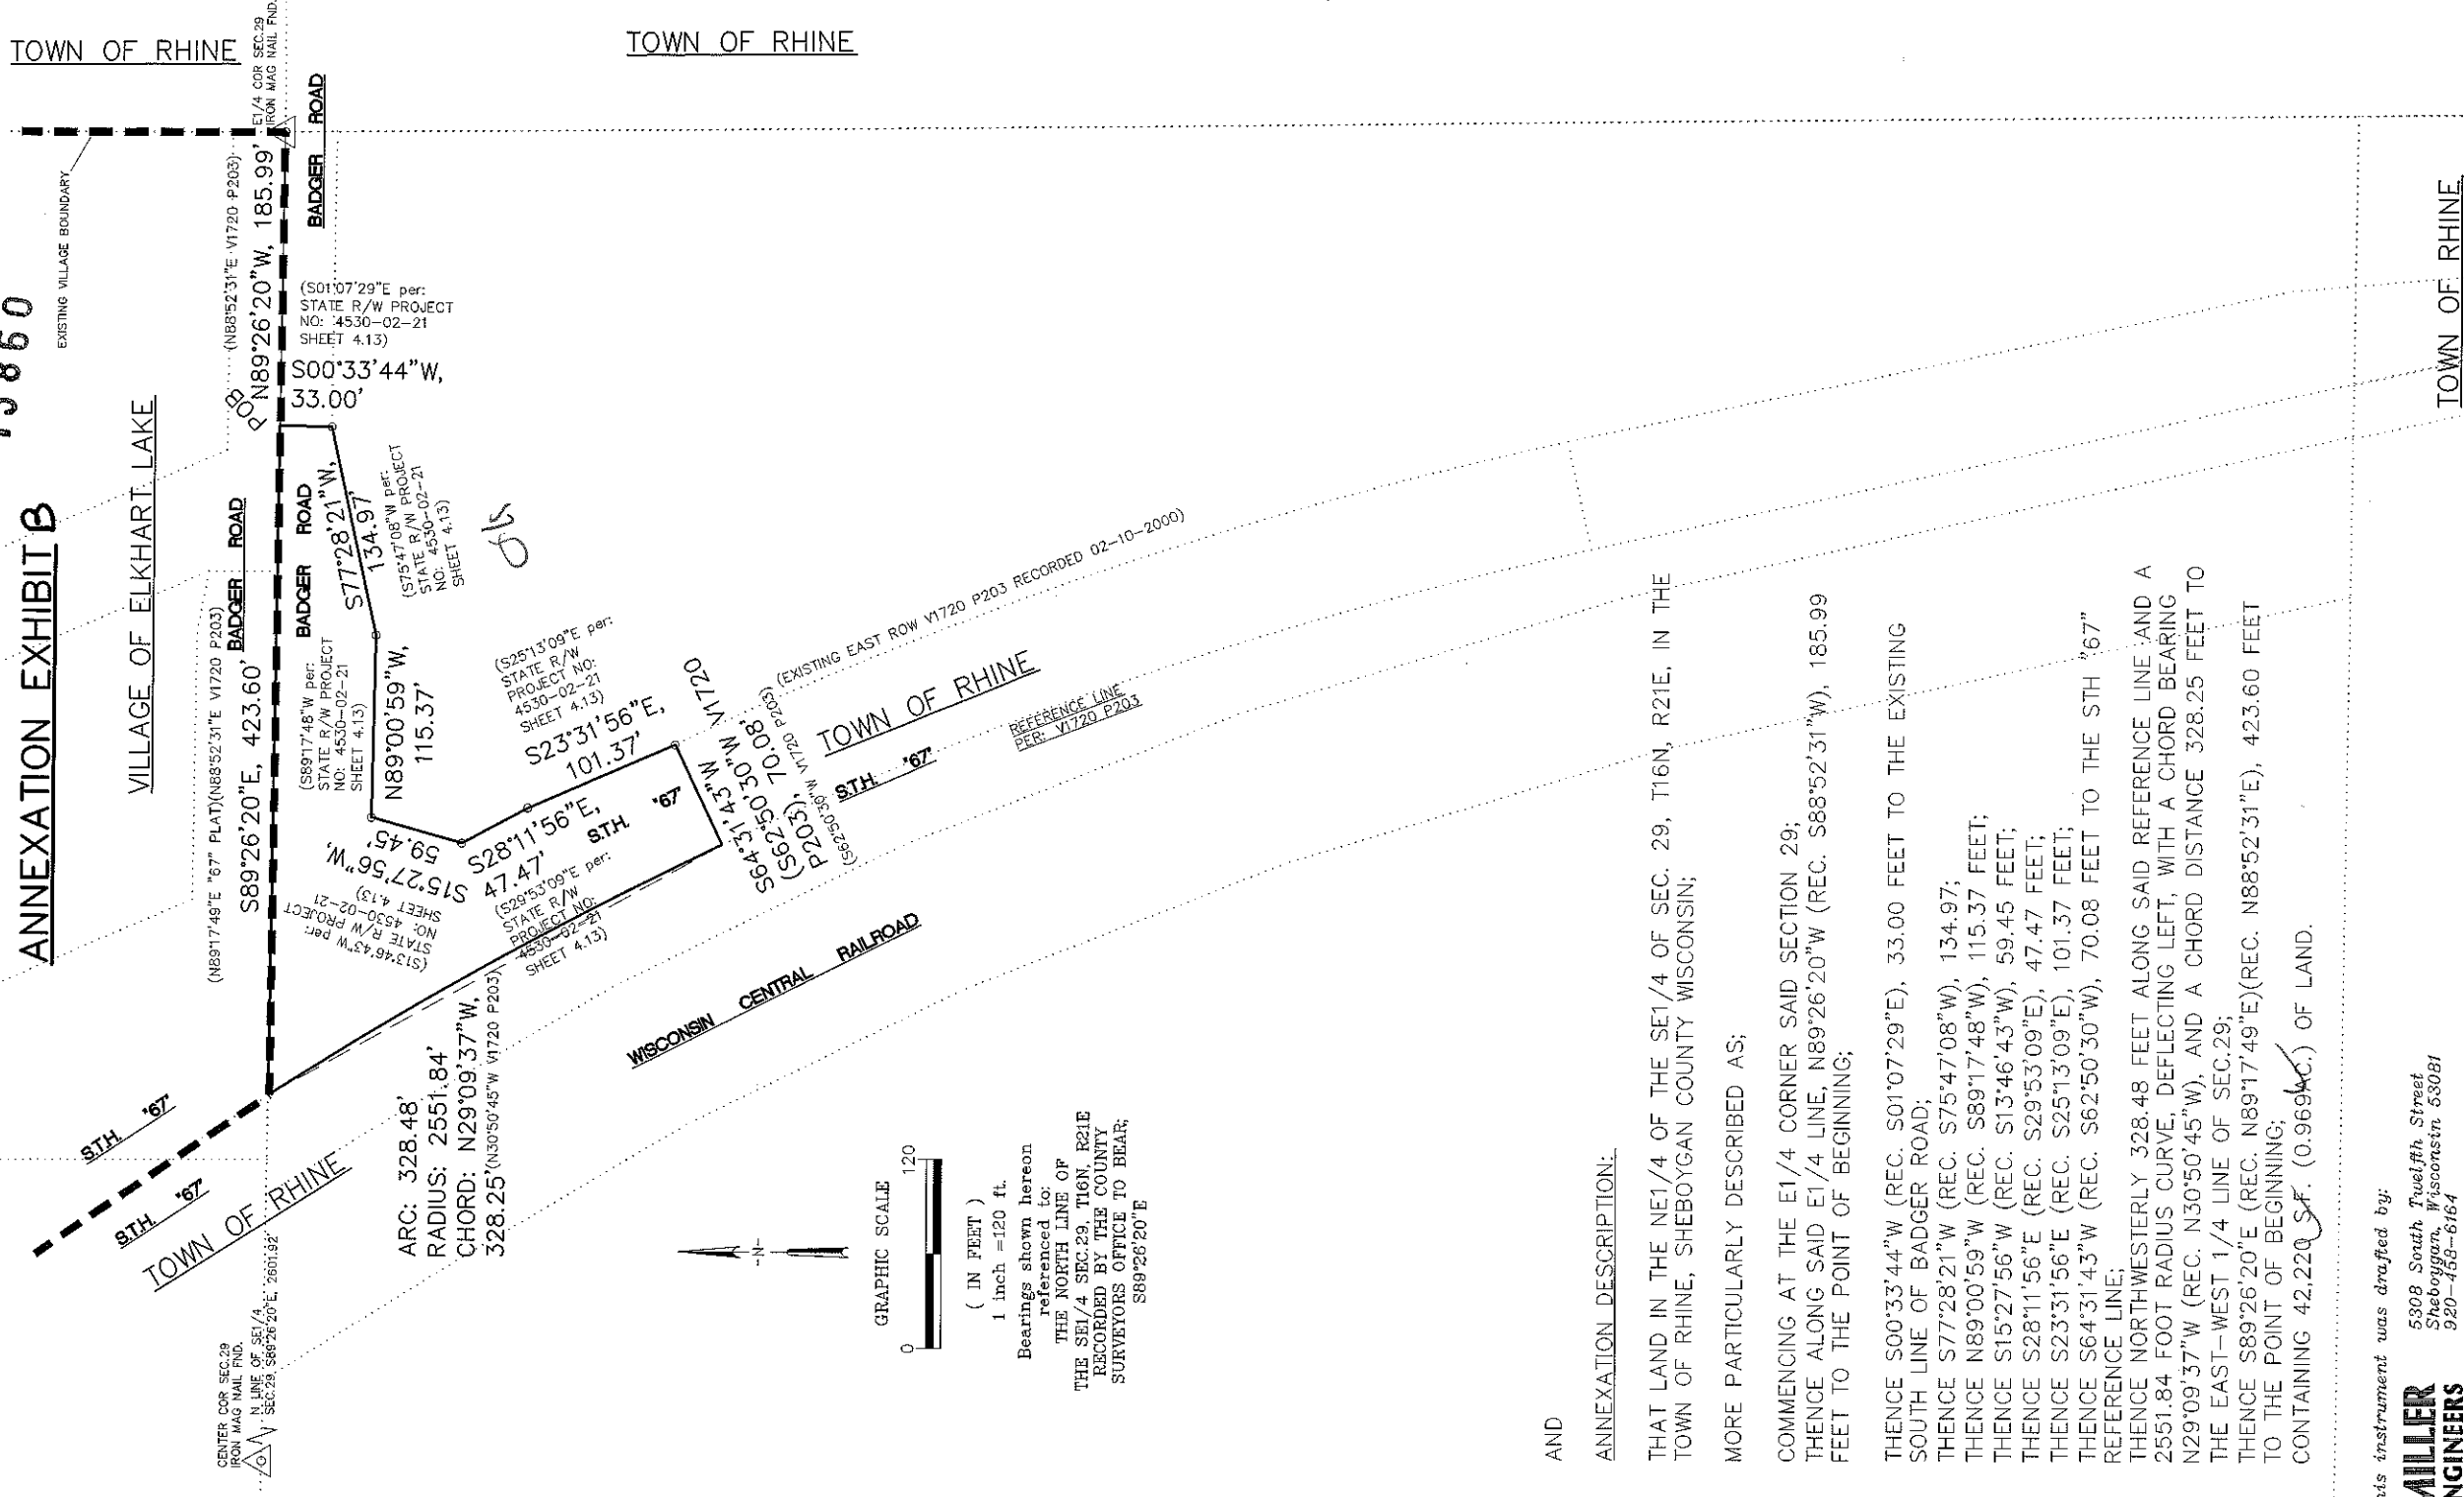 ANNEXATION EXHIBIT B
TOWN OF RHINE
TOWN OF RHINE
E1/4 COR SEC.29
IRON MAG NAIL FND.
BADGER ROAD
EXISTING VILLAGE BOUNDARY
(N88°52'31"E V1720 P203)
N89°26'20"W, 185.99'
(S01°07'29"E per:
STATE R/W PROJECT
NO: 4530-02-21
SHEET 4.13)
S00°33'44"W,
33.00'
POB
VILLAGE OF ELKHART LAKE
BADGER ROAD
BADGER ROAD
S77°28'21"W,
134.97'
(S75°47'08"W per:
STATE R/W PROJECT
NO: 4530-02-21
SHEET 4.13)
ok
(N89°17'49"E "67" PLAT)(N88°52'31"E V1720 P203)
S89°26'20"E, 423.60'
(S89°17'48"W per:
STATE R/W PROJECT
NO: 4530-02-21
SHEET 4.13)
N89°00'59"W,
115.37'
S15°27'56"W,
59.45'
(S13°46'43"W per:
STATE R/W PROJECT
NO: 4530-02-21
SHEET 4.13)
S28°11'56"E,
47.47'
(S29°53'09"E per:
STATE R/W
PROJECT NO:
4530-02-21
SHEET 4.13)
(S25°13'09"E per:
STATE R/W
PROJECT NO:
4530-02-21
SHEET 4.13)
S23°31'56"E,
101.37'
S.T.H. "67"
S64°31'43"W
(S62°50'30"W V1720
P203), 70.08'
(S62°50'30"W V1720 P203)
(EXISTING EAST ROW V1720 P203 RECORDED 02-10-2000)
TOWN OF RHINE
S.T.H. "67"
REFERENCE LINE
PER: V1720 P203
WISCONSIN CENTRAL RAILROAD
ARC: 328.48'
RADIUS: 2551.84'
CHORD: N29°09'37"W,
328.25'(N30°50'45"W V1720 P203)
S.T.H. "67"
S.T.H. "67"
TOWN OF RHINE
CENTER COR SEC.29
IRON MAG NAIL FND.
N LINE OF SE1/4
SEC.29, S89°26'20"E, 2601.92'
-N-
GRAPHIC SCALE
0 120
( IN FEET )
1 inch =120 ft.
Bearings shown hereon
referenced to:
THE NORTH LINE OF
THE SE1/4 SEC.29, T16N, R21E
RECORDED BY THE COUNTY
SURVEYORS OFFICE TO BEAR;
S89°26'20"E
AND
ANNEXATION DESCRIPTION:
THAT LAND IN THE NE1/4 OF THE SE1/4 OF SEC. 29, T16N, R21E, IN THE
TOWN OF RHINE, SHEBOYGAN COUNTY WISCONSIN;
MORE PARTICULARLY DESCRIBED AS;
COMMENCING AT THE E1/4 CORNER SAID SECTION 29;
THENCE ALONG SAID E1/4 LINE, N89°26'20"W (REC. S88°52'31"W), 185.99
FEET TO THE POINT OF BEGINNING;
THENCE S00°33'44"W (REC. S01°07'29"E), 33.00 FEET TO THE EXISTING
SOUTH LINE OF BADGER ROAD;
THENCE S77°28'21"W (REC. S75°47'08"W), 134.97;
THENCE N89°00'59"W (REC. S89°17'48"W), 115.37 FEET;
THENCE S15°27'56"W (REC. S13°46'43"W), 59.45 FEET;
THENCE S28°11'56"E (REC. S29°53'09"E), 47.47 FEET;
THENCE S23°31'56"E (REC. S25°13'09"E), 101.37 FEET;
THENCE S64°31'43"W (REC. S62°50'30"W), 70.08 FEET TO THE STH "67"
REFERENCE LINE;
THENCE NORTHWESTERLY 328.48 FEET ALONG SAID REFERENCE LINE AND A
2551.84 FOOT RADIUS CURVE, DEFLECTING LEFT, WITH A CHORD BEARING
N29°09'37"W (REC. N30°50'45"W), AND A CHORD DISTANCE 328.25 FEET TO
THE EAST-WEST 1/4 LINE OF SEC.29;
THENCE S89°26'20"E (REC. N89°17'49"E)(REC. N88°52'31"E), 423.60 FEET
TO THE POINT OF BEGINNING;
CONTAINING 42,220 S.F. (0.969AC.) OF LAND.
TOWN OF RHINE
was drafted by:
MILLER
5308 South Twelfth Street
Sheboygan, Wisconsin 53081
920-458-6164